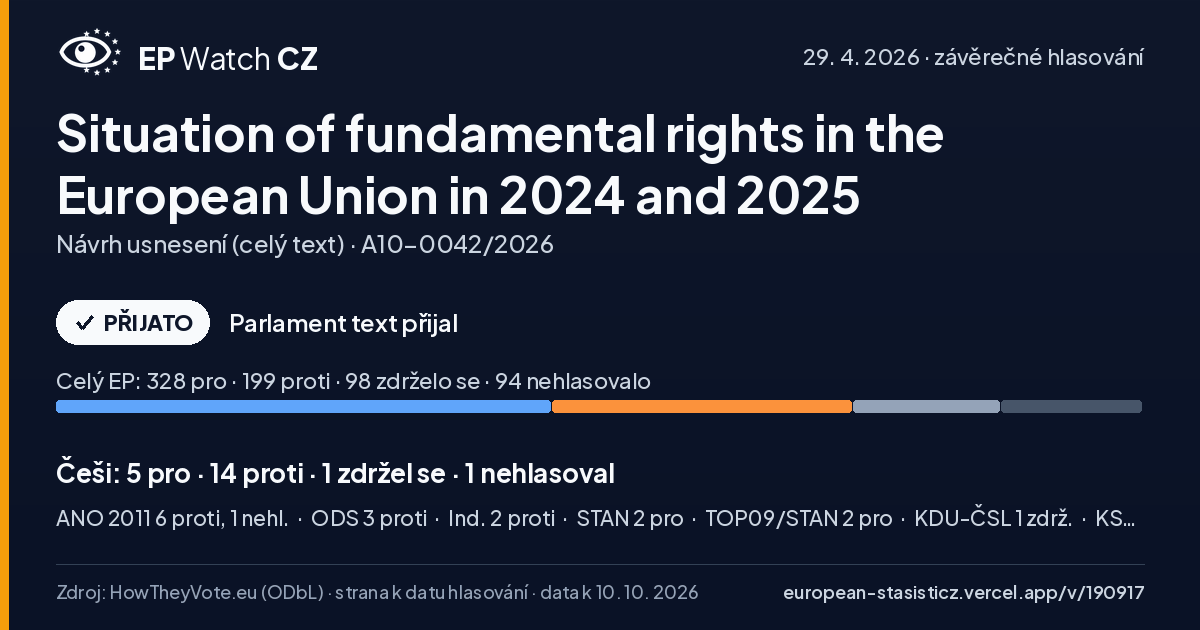 EP Watch CZ
29. 4. 2026 · závěrečné hlasování
Situation of fundamental rights in the
European Union in 2024 and 2025
Návrh usnesení (celý text) · A10-0042/2026
✓ PŘIJATO
Parlament text přijal
Celý EP: 328 pro · 199 proti · 98 zdrželo se · 94 nehlasovalo
Češi: 5 pro · 14 proti · 1 zdržel se · 1 nehlasoval
ANO 2011 6 proti, 1 nehl. · ODS 3 proti · Ind. 2 proti · STAN 2 pro · TOP09/STAN 2 pro · KDU-ČSL 1 zdrž. · KS…
Zdroj: HowTheyVote.eu (ODbL) · strana k datu hlasování · data k 10. 10. 2026
european-stasisticz.vercel.app/v/190917